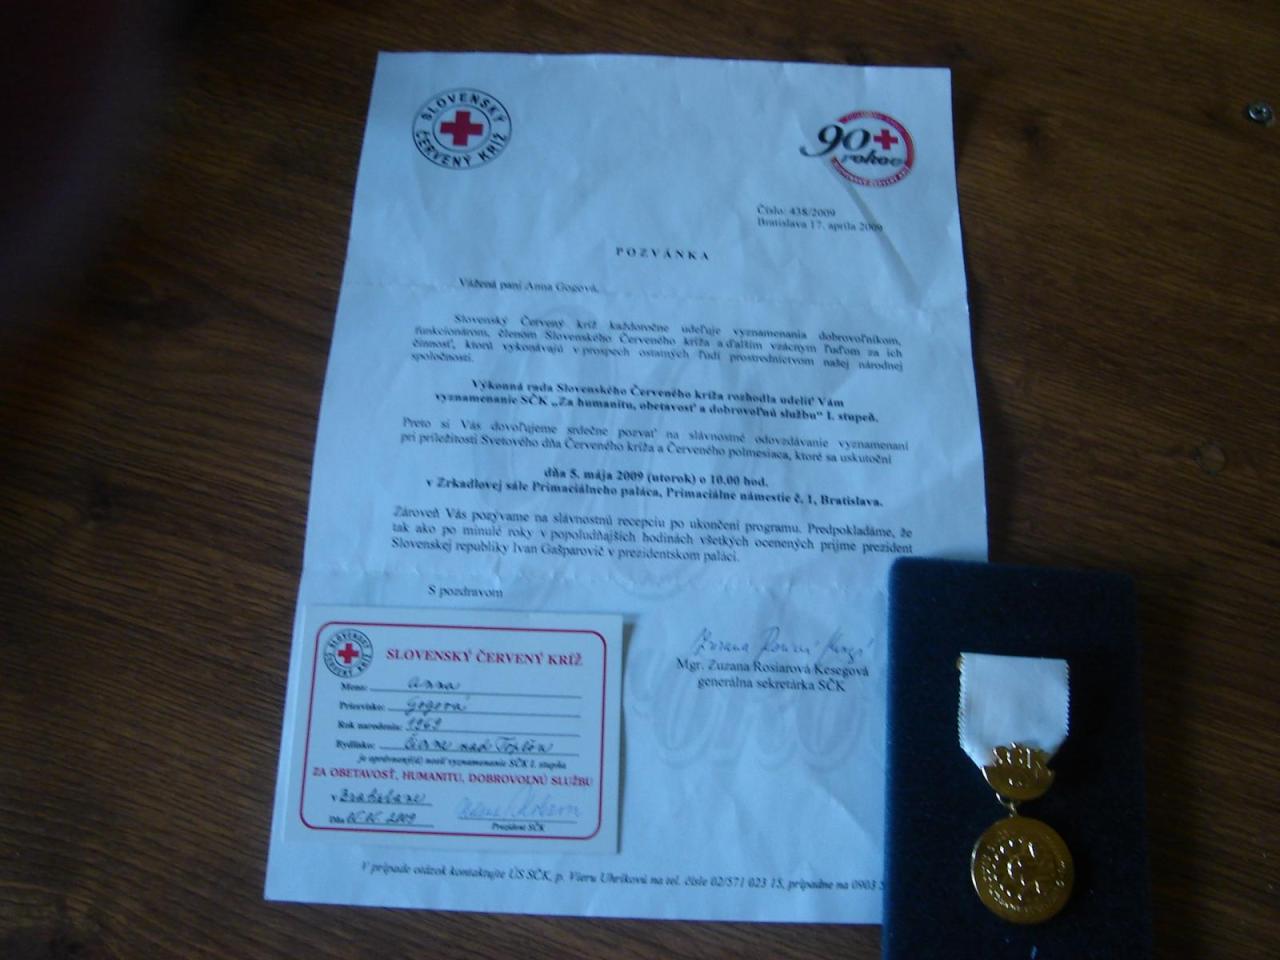 SLOVENSKÝ ČERVENÝ KRÍŽ
90 rokov
Číslo: 438/2009
Bratislava 17. apríla 2009
POZVÁNKA
Vážená pani Anna Gogová,
Slovenský Červený kríž každoročne udeľuje vyznamenania dobrovoľníkom,
funkcionárom, členom Slovenského Červeného kríža a ďalším vzácnym ľuďom za ich
činnosť, ktorú vykonávajú v prospech ostatných ľudí prostredníctvom našej národnej
spoločnosti.
Výkonná rada Slovenského Červeného kríža rozhodla udeliť Vám
vyznamenanie SČK „Za humanitu, obetavosť a dobrovoľnú službu“ I. stupeň.
Preto si Vás dovoľujeme srdečne pozvať na slávnostné odovzdávanie vyznamenaní
pri príležitosti Svetového dňa Červeného kríža a Červeného polmesiaca, ktoré sa uskutoční
dňa 5. mája 2009 (utorok) o 10.00 hod.
v Zrkadlovej sále Primaciálneho paláca, Primaciálne námestie č. 1, Bratislava.
Zároveň Vás pozývame na slávnostnú recepciu po ukončení programu. Predpokladáme, že
tak ako po minulé roky v popoludňajších hodinách všetkých ocenených prijme prezident
Slovenskej republiky Ivan Gašparovič v prezidentskom paláci.
S pozdravom
Mgr. Zuzana Rosiarová Kesegová
generálna sekretárka SČK
SLOVENSKÝ ČERVENÝ KRÍŽ
SLOVENSKÝ ČERVENÝ KRÍŽ
Meno: Anna
Priezvisko: Gogová
Rok narodenia: 1969
Bydlisko: nad Topľou
je oprávnený(á) nosiť vyznamenanie SČK I. stupňa
ZA OBETAVOSŤ, HUMANITU, DOBROVOĽNÚ SLUŽBU
v Bratislave
Dňa 2009
Prezident SČK
V prípade otázok kontaktujte ÚS SČK, p. Vieru Uhríkovú na tel. čísle 02/571 023 15, prípadne na 0903
SČK